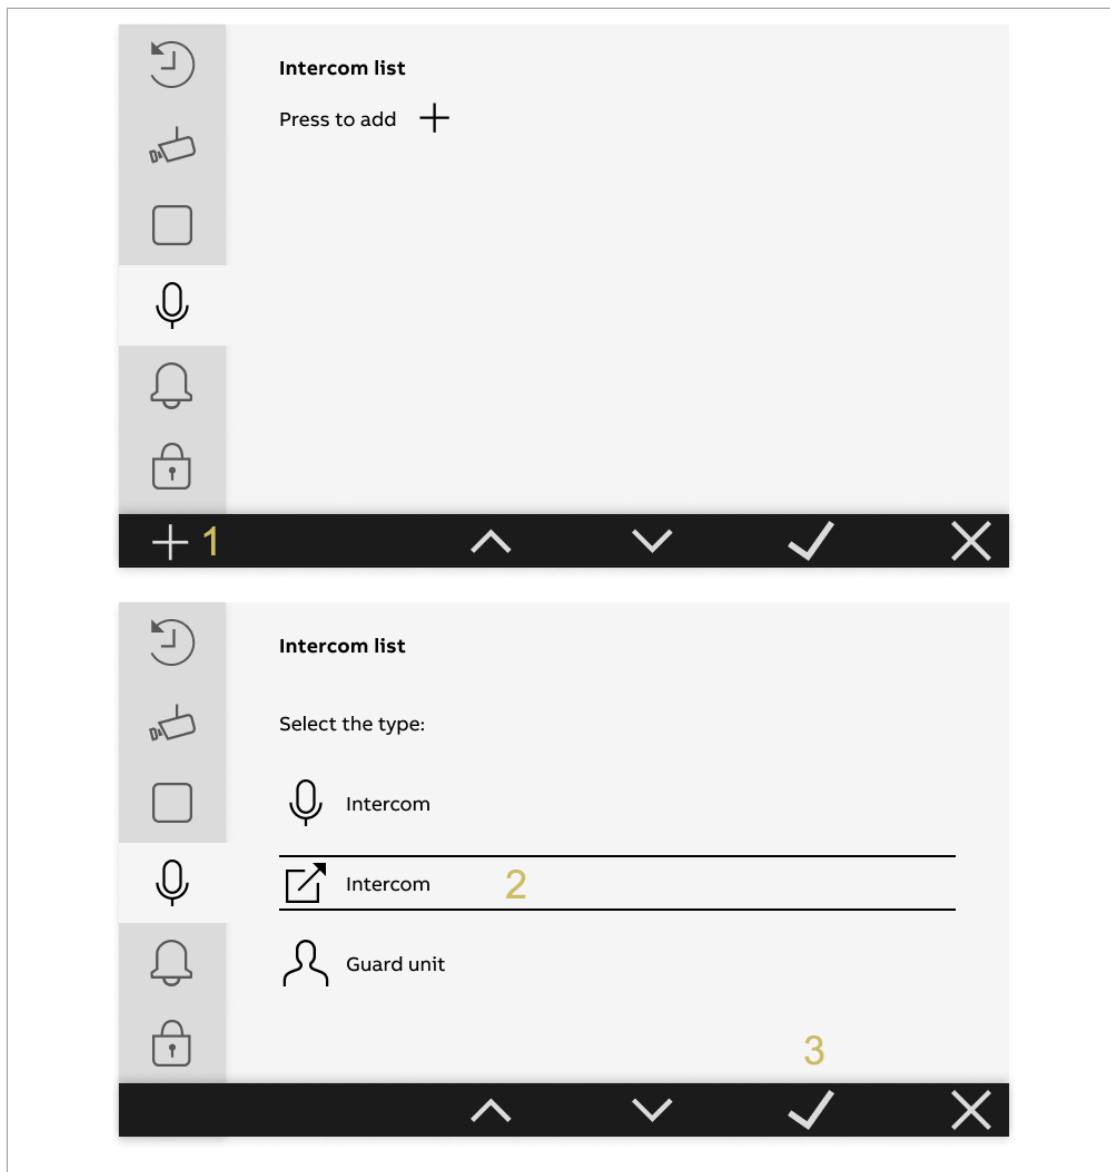 Intercom list
Press to add
1
Intercom list
Select the type:
Intercom
Intercom 2
Guard unit
3